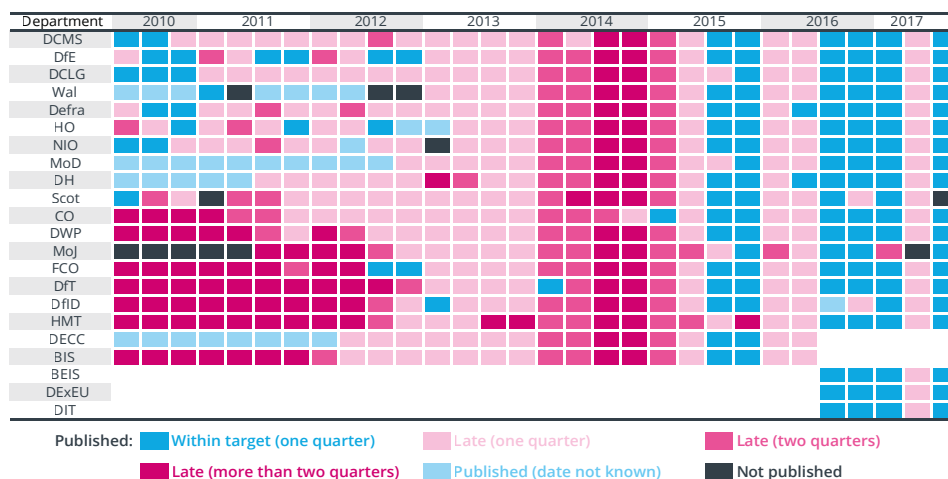 Department 2010 2011 2012 2013 2014 2015 2016 2017
DCMS
DfE
DCLG
Wal
Defra
HO
NIO
MoD
DH
Scot
CO
DWP
MoJ
FCO
DfT
DfID
HMT
DECC
BIS
BEIS
DExEU
DIT
Published: Within target (one quarter) Late (one quarter) Late (two quarters)
Late (more than two quarters) Published (date not known) Not published